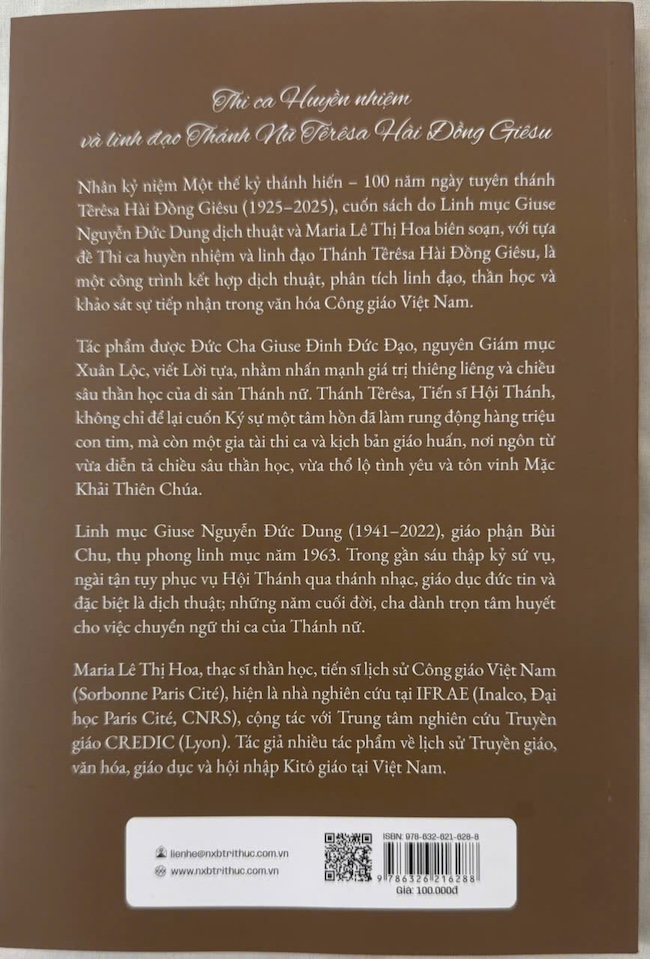 Thi ca Huyền nhiệm
và linh đạo Thánh Nữ Têrêsa Hài Đồng Giêsu
Nhân kỷ niệm Một thế kỷ thánh hiến – 100 năm ngày tuyên thánh
Têrêsa Hài Đồng Giêsu (1925–2025), cuốn sách do Linh mục Giuse
Nguyễn Đức Dung dịch thuật và Maria Lê Thị Hoa biên soạn, với tựa
đề Thi ca huyền nhiệm và linh đạo Thánh Têrêsa Hài Đồng Giêsu, là
một công trình kết hợp dịch thuật, phân tích linh đạo, thần học và
khảo sát sự tiếp nhận trong văn hóa Công giáo Việt Nam.
Tác phẩm được Đức Cha Giuse Đinh Đức Đạo, nguyên Giám mục
Xuân Lộc, viết Lời tựa, nhằm nhấn mạnh giá trị thiêng liêng và chiều
sâu thần học của di sản Thánh nữ. Thánh Têrêsa, Tiến sĩ Hội Thánh,
không chỉ để lại cuốn Ký sự một tâm hồn đã làm rung động hàng triệu
con tim, mà còn một gia tài thi ca và kịch bản giáo huấn, nơi ngôn từ
vừa diễn tả chiều sâu thần học, vừa thổ lộ tình yêu và tôn vinh Mặc
Khải Thiên Chúa.
Linh mục Giuse Nguyễn Đức Dung (1941–2022), giáo phận Bùi
Chu, thụ phong linh mục năm 1963. Trong gần sáu thập kỷ sứ vụ,
ngài tận tụy phục vụ Hội Thánh qua thánh nhạc, giáo dục đức tin và
đặc biệt là dịch thuật; những năm cuối đời, cha dành trọn tâm huyết
cho việc chuyển ngữ thi ca của Thánh nữ.
Maria Lê Thị Hoa, thạc sĩ thần học, tiến sĩ lịch sử Công giáo Việt Nam
(Sorbonne Paris Cité), hiện là nhà nghiên cứu tại IFRAE (Inalco, Đại
học Paris Cité, CNRS), cộng tác với Trung tâm nghiên cứu Truyền
giáo CREDIC (Lyon). Tác giả nhiều tác phẩm về lịch sử Truyền giáo,
văn hóa, giáo dục và hội nhập Kitô giáo tại Việt Nam.
lienhe@nxbtrithuc.com.vn
www.nxbtrithuc.com.vn
ISBN: 978-632-621-628-8
9 786326 216288
Giá: 100.000đ